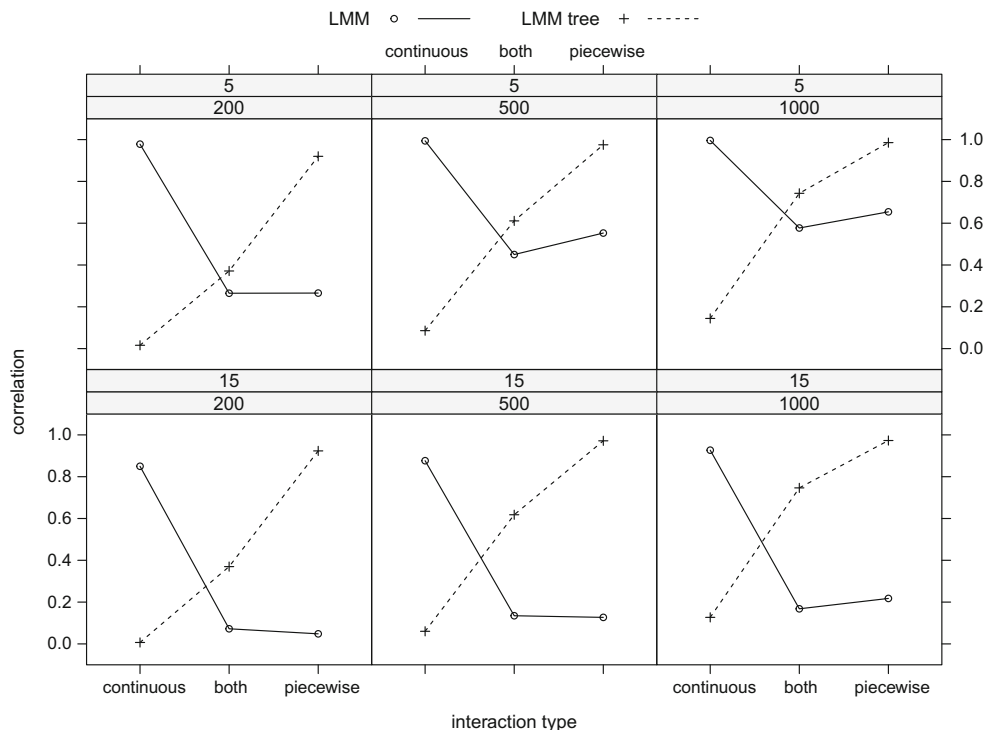 LMM LMM tree
continuous both piecewise
5 5 5
200 500 1000
1.0
0.8
0.6
0.4
0.2
0.0
15 15 15
200 500 1000
1.0
0.8
0.6
0.4
0.2
0.0
correlation
continuous both piecewise continuous both piecewise
interaction type